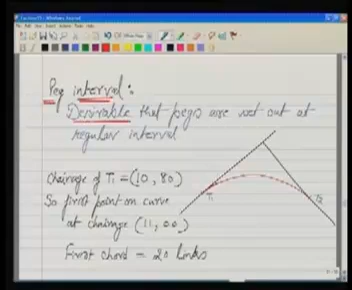 Peg interval:
Desirable that pegs are set out at
regular interval
Chainage of T1 = (10, 80)
So first point on curve
at chainage (11, 00)
First chord = 20 links
T1
T2